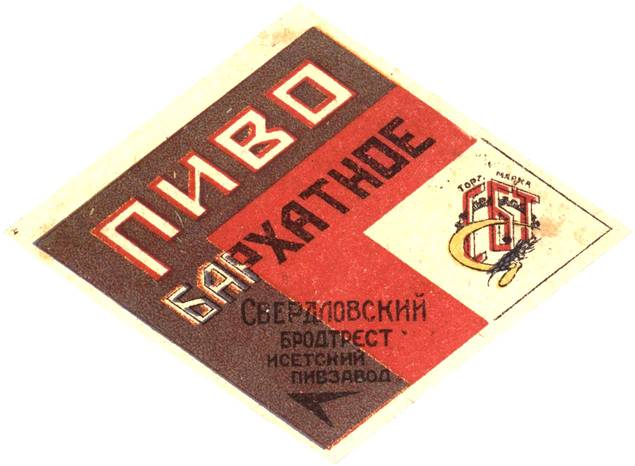 ПИВО
БАРХАТНОЕ
СВЕРДЛОВСКИЙ
БРОДТРЕСТ
ИСЕТСКИЙ
ПИВЗАВОД
ТОРГ. МАРКА
СБТ